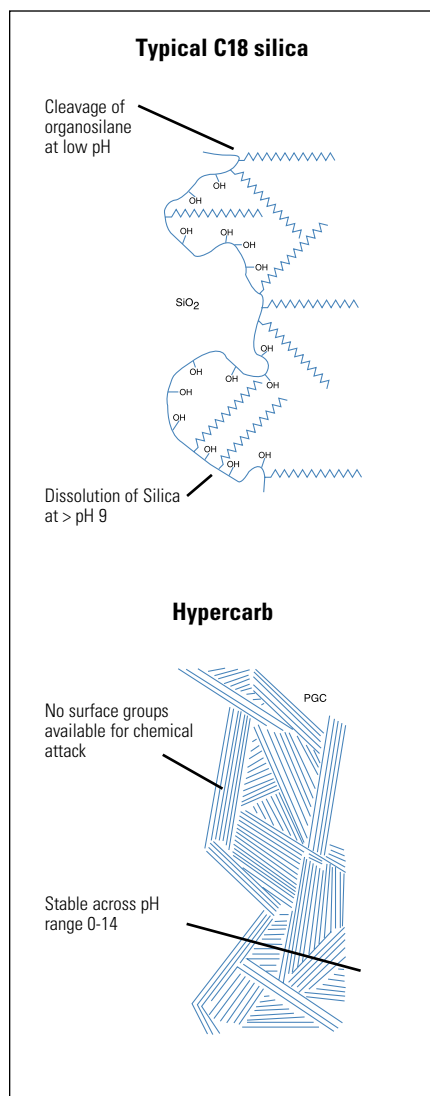 Typical C18 silica
Cleavage of
organosilane
at low pH
OH
OH
OH
OH
OH
OH
SiO₂
OH
OH
OH
OH
OH
OH
OH
OH
OH
OH
Dissolution of Silica
at > pH 9
Hypercarb
PGC
No surface groups
available for chemical
attack
Stable across pH
range 0-14